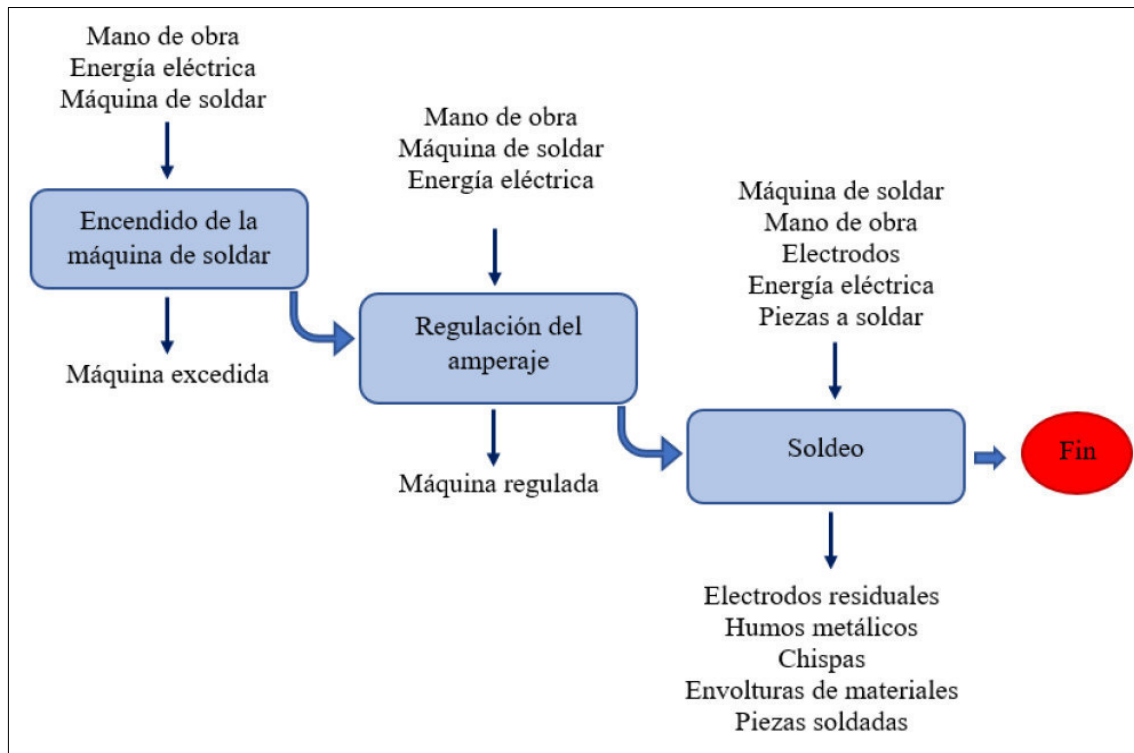 Mano de obra
Energía eléctrica
Máquina de soldar
Encendido de la
máquina de soldar
Máquina excedida
Mano de obra
Máquina de soldar
Energía eléctrica
Regulación del
amperaje
Máquina regulada
Máquina de soldar
Mano de obra
Electrodos
Energía eléctrica
Piezas a soldar
Soldeo
Electrodos residuales
Humos metálicos
Chispas
Envolturas de materiales
Piezas soldadas
Fin